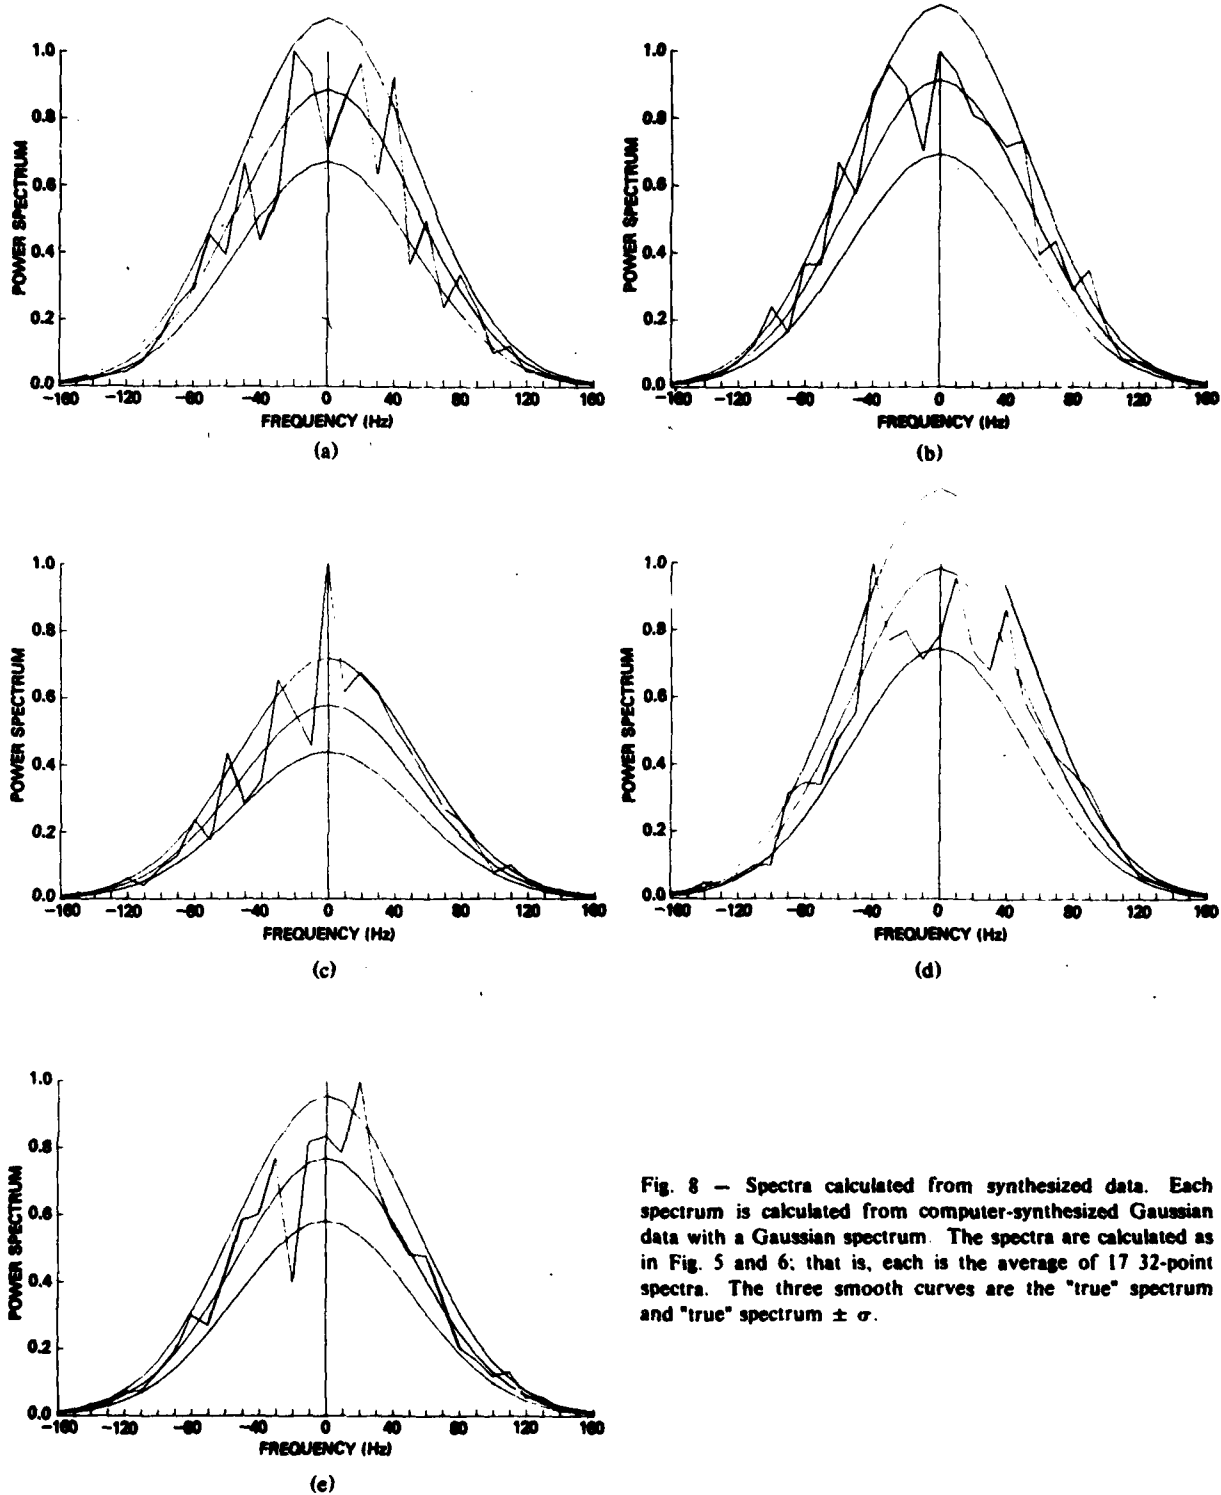 1.0
0.8
0.6
0.4
0.2
0.0
POWER SPECTRUM
-160 -120 -80 -40 0 40 80 120 160
FREQUENCY (Hz)
(a)
1.0
0.8
0.6
0.4
0.2
0.0
POWER SPECTRUM
-160 -120 -80 -40 0 40 80 120 160
FREQUENCY (Hz)
(b)
1.0
0.8
0.6
0.4
0.2
0.0
POWER SPECTRUM
-160 -120 -80 -40 0 40 80 120 160
FREQUENCY (Hz)
(c)
1.0
0.8
0.6
0.4
0.2
0.0
POWER SPECTRUM
-160 -120 -80 -40 0 40 80 120 160
FREQUENCY (Hz)
(d)
1.0
0.8
0.6
0.4
0.2
0.0
POWER SPECTRUM
-160 -120 -80 -40 0 40 80 120 160
FREQUENCY (Hz)
(e)
Fig. 8 — Spectra calculated from synthesized data. Each
spectrum is calculated from computer-synthesized Gaussian
data with a Gaussian spectrum. The spectra are calculated as
in Fig. 5 and 6; that is, each is the average of 17 32-point
spectra. The three smooth curves are the "true" spectrum
and "true" spectrum ± σ.